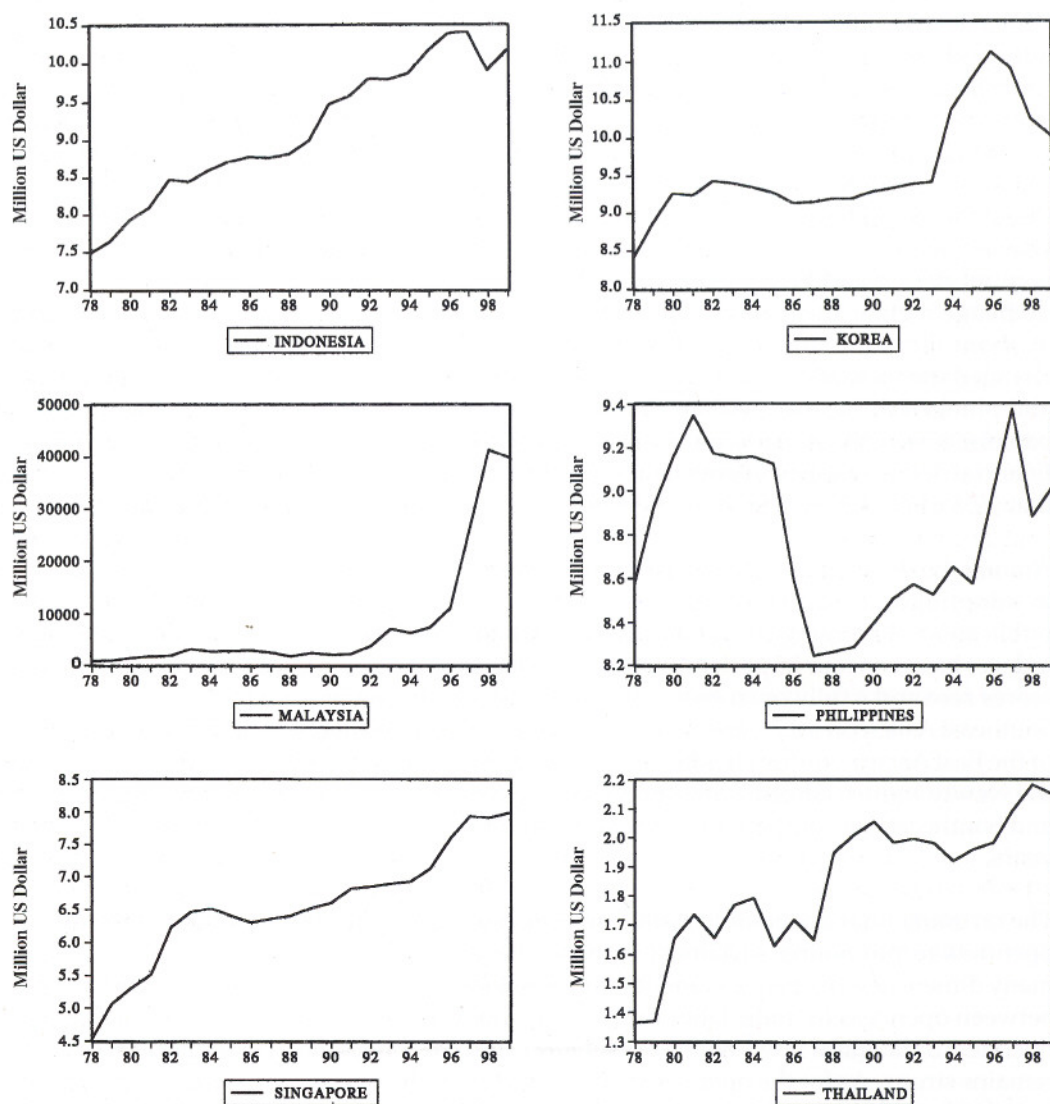 Million US Dollar
10.5
10.0
9.5
9.0
8.5
8.0
7.5
7.0
78 80 82 84 86 88 90 92 94 96 98
INDONESIA
Million US Dollar
11.5
11.0
10.5
10.0
9.5
9.0
8.5
8.0
78 80 82 84 86 88 90 92 94 96 98
KOREA
Million US Dollar
50000
40000
30000
20000
10000
0
78 80 82 84 86 88 90 92 94 96 98
MALAYSIA
Million US Dollar
9.4
9.2
9.0
8.8
8.6
8.4
8.2
78 80 82 84 86 88 90 92 94 96 98
PHILIPPINES
Million US Dollar
8.5
8.0
7.5
7.0
6.5
6.0
5.5
5.0
4.5
78 80 82 84 86 88 90 92 94 96 98
SINGAPORE
Million US Dollar
2.2
2.1
2.0
1.9
1.8
1.7
1.6
1.5
1.4
1.3
78 80 82 84 86 88 90 92 94 96 98
THAILAND